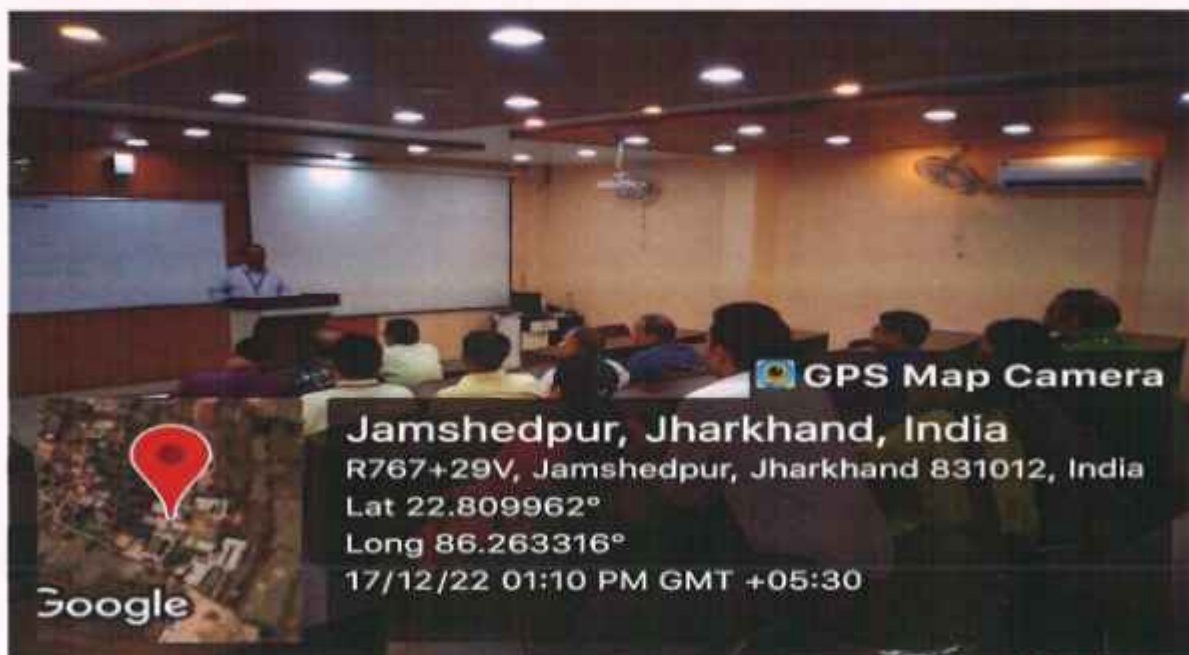 GPS Map Camera
Jamshedpur, Jharkhand, India
R767+29V, Jamshedpur, Jharkhand 831012, India
Lat 22.809962°
Long 86.263316°
17/12/22 01:10 PM GMT +05:30
Google